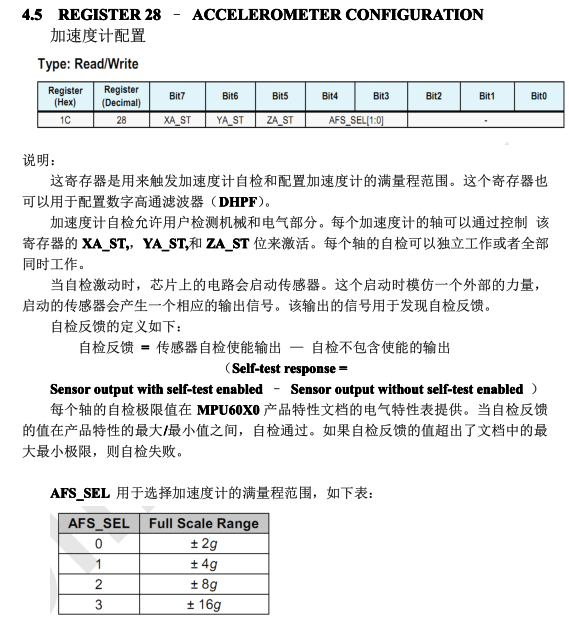 4.5 REGISTER 28 – ACCELEROMETER CONFIGURATION
加速度计配置
Type: Read/Write
Register (Hex) Register (Decimal) Bit7 Bit6 Bit5 Bit4 Bit3 Bit2 Bit1 Bit0
1C 28 XA_ST YA_ST ZA_ST AFS_SEL[1:0] -
说明：
这寄存器是用来触发加速度计自检和配置加速度计的满量程范围。这个寄存器也
可以用于配置数字高通滤波器（DHPF）。
加速度计自检允许用户检测机械和电气部分。每个加速度计的轴可以通过控制 该
寄存器的 XA_ST,，YA_ST,和 ZA_ST 位来激活。每个轴的自检可以独立工作或者全部
同时工作。
当自检激动时，芯片上的电路会启动传感器。这个启动时模仿一个外部的力量，
启动的传感器会产生一个相应的输出信号。该输出的信号用于发现自检反馈。
自检反馈的定义如下：
自检反馈 = 传感器自检使能输出 — 自检不包含使能的输出
（Self-test response =
Sensor output with self-test enabled – Sensor output without self-test enabled ）
每个轴的自检极限值在 MPU60X0 产品特性文档的电气特性表提供。当自检反馈
的值在产品特性的最大/最小值之间，自检通过。如果自检反馈的值超出了文档中的最
大最小极限，则自检失败。
AFS_SEL 用于选择加速度计的满量程范围，如下表：
AFS_SEL Full Scale Range
0 ± 2g
1 ± 4g
2 ± 8g
3 ± 16g